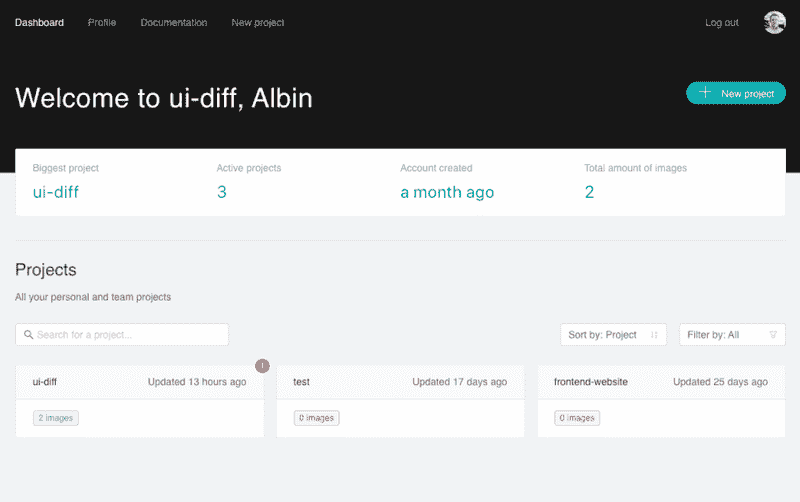 Dashboard Profile Documentation New project Log out
Welcome to ui-diff, Albin
New project
Biggest project Active projects Account created Total amount of images
ui-diff 3 a month ago 2
Projects
All your personal and team projects
Search for a project...
Sort by: Project Filter by: All
ui-diff Updated 13 hours ago test Updated 17 days ago frontend-website Updated 25 days ago
2 images 0 images 0 images